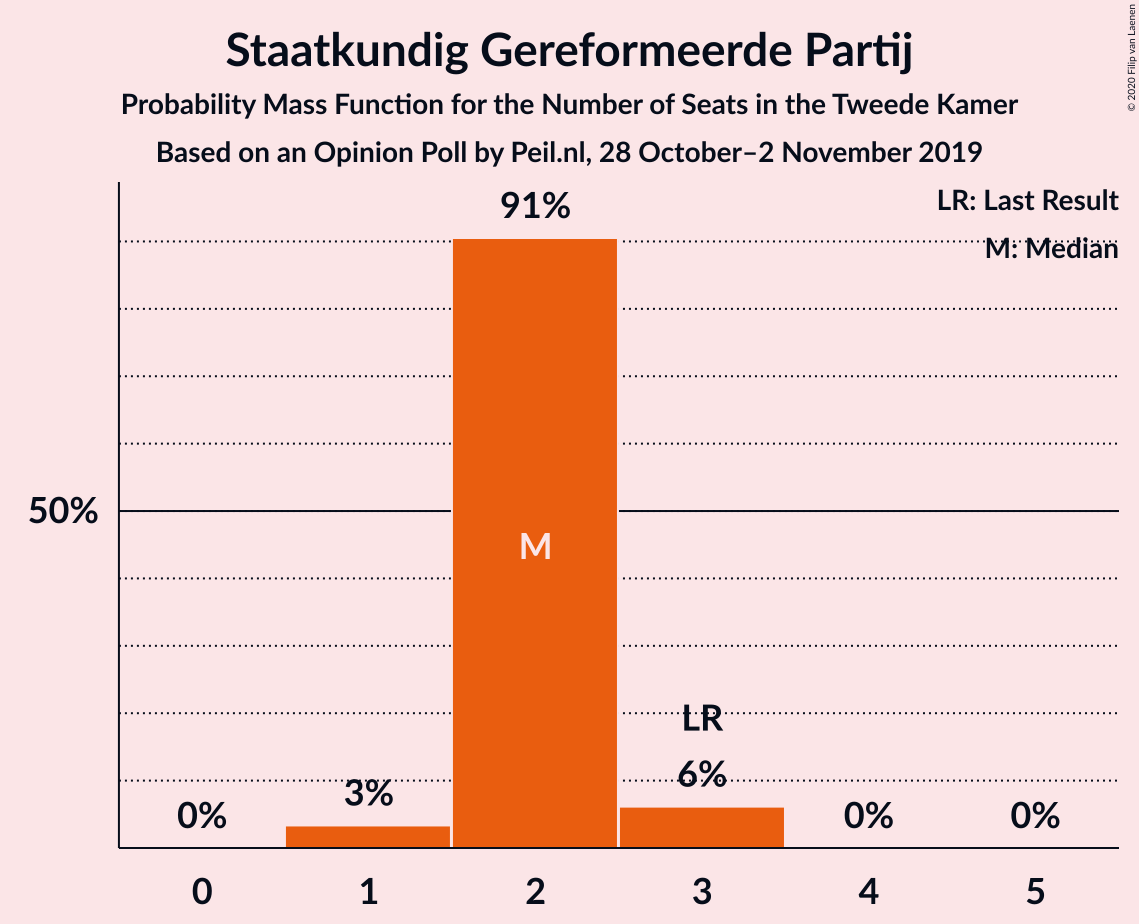 Staatkundig Gereformeerde Partij
Probability Mass Function for the Number of Seats in the Tweede Kamer
Based on an Opinion Poll by Peil.nl, 28 October–2 November 2019
© 2020 Filip van Laenen
LR: Last Result
M: Median
91%
50%
M
LR
6%
3%
0%
0%
0%
0
1
2
3
4
5